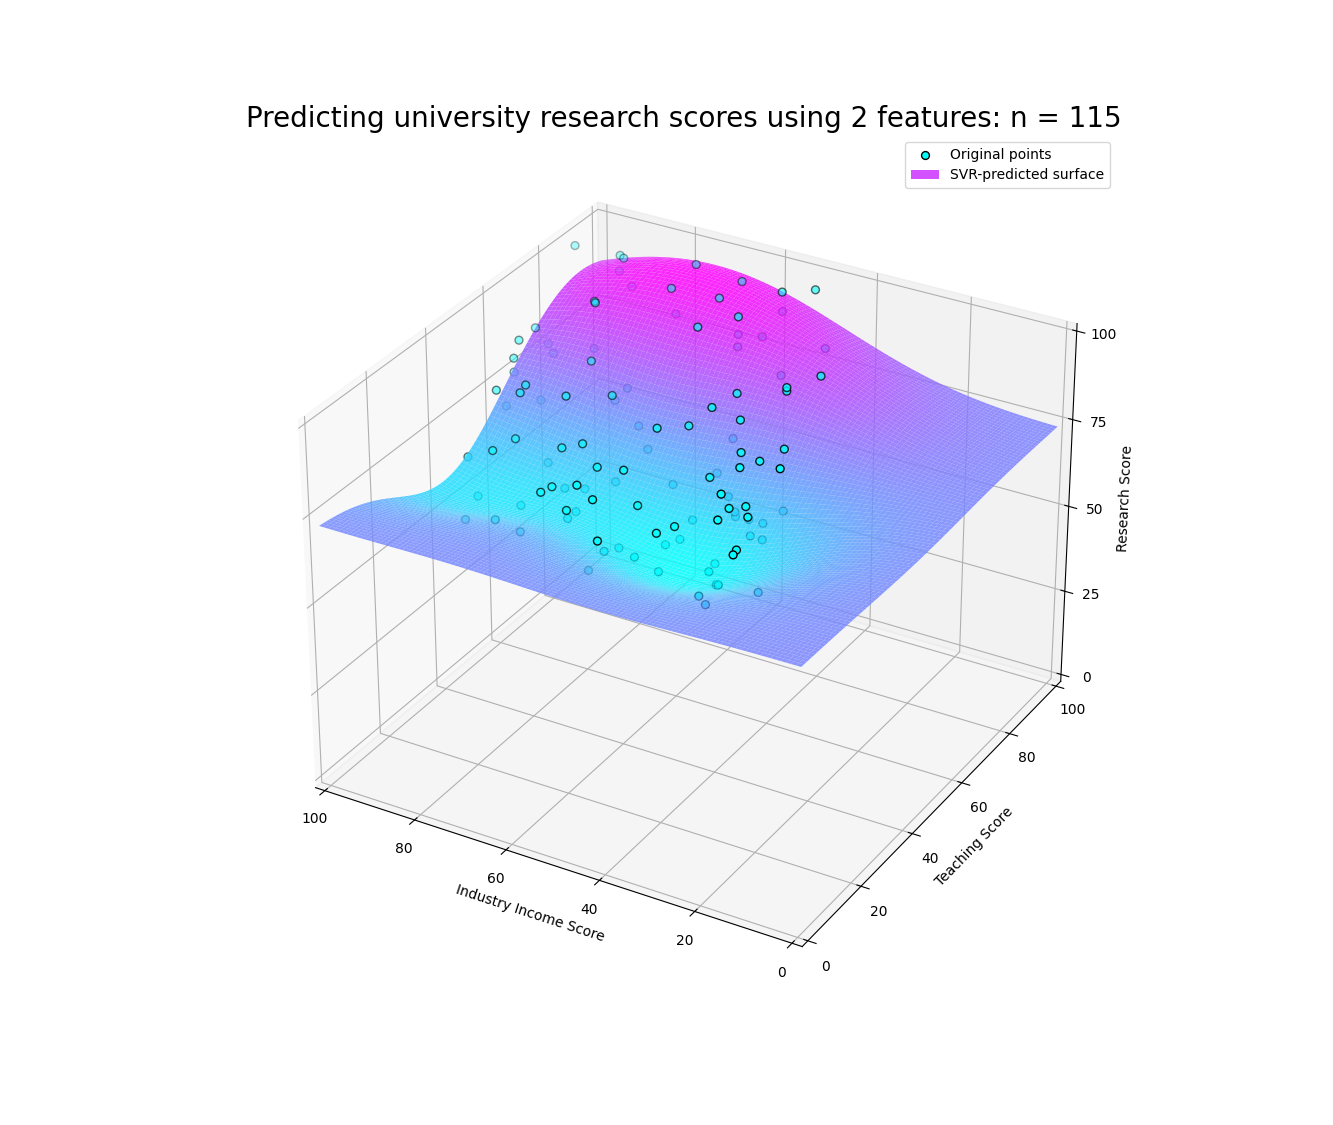 Predicting university research scores using 2 features: n = 115
Original points
SVR-predicted surface
100
75
50
25
0
Research Score
100
80
60
40
20
0
Teaching Score
100
80
60
40
20
0
Industry Income Score